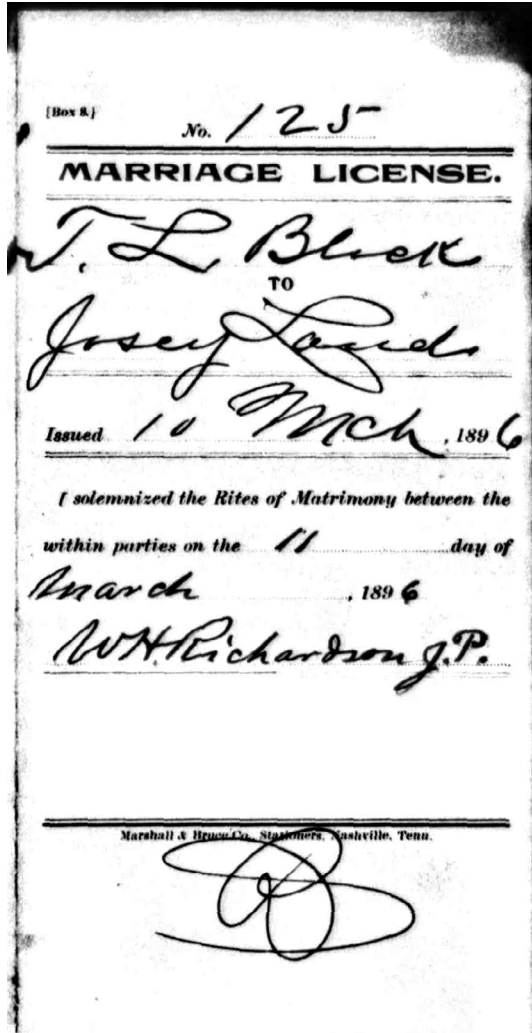 [Box 8.}
No. 125
MARRIAGE LICENSE.
T. L. Black
TO
Josey Land
Issued 10 Mch, 1896
I solemnized the Rites of Matrimony between the
within parties on the 11 day of
March, 1896
W.H. Richardson J.P.
Marshall & Bruce Co., Stationers, Nashville, Tenn.